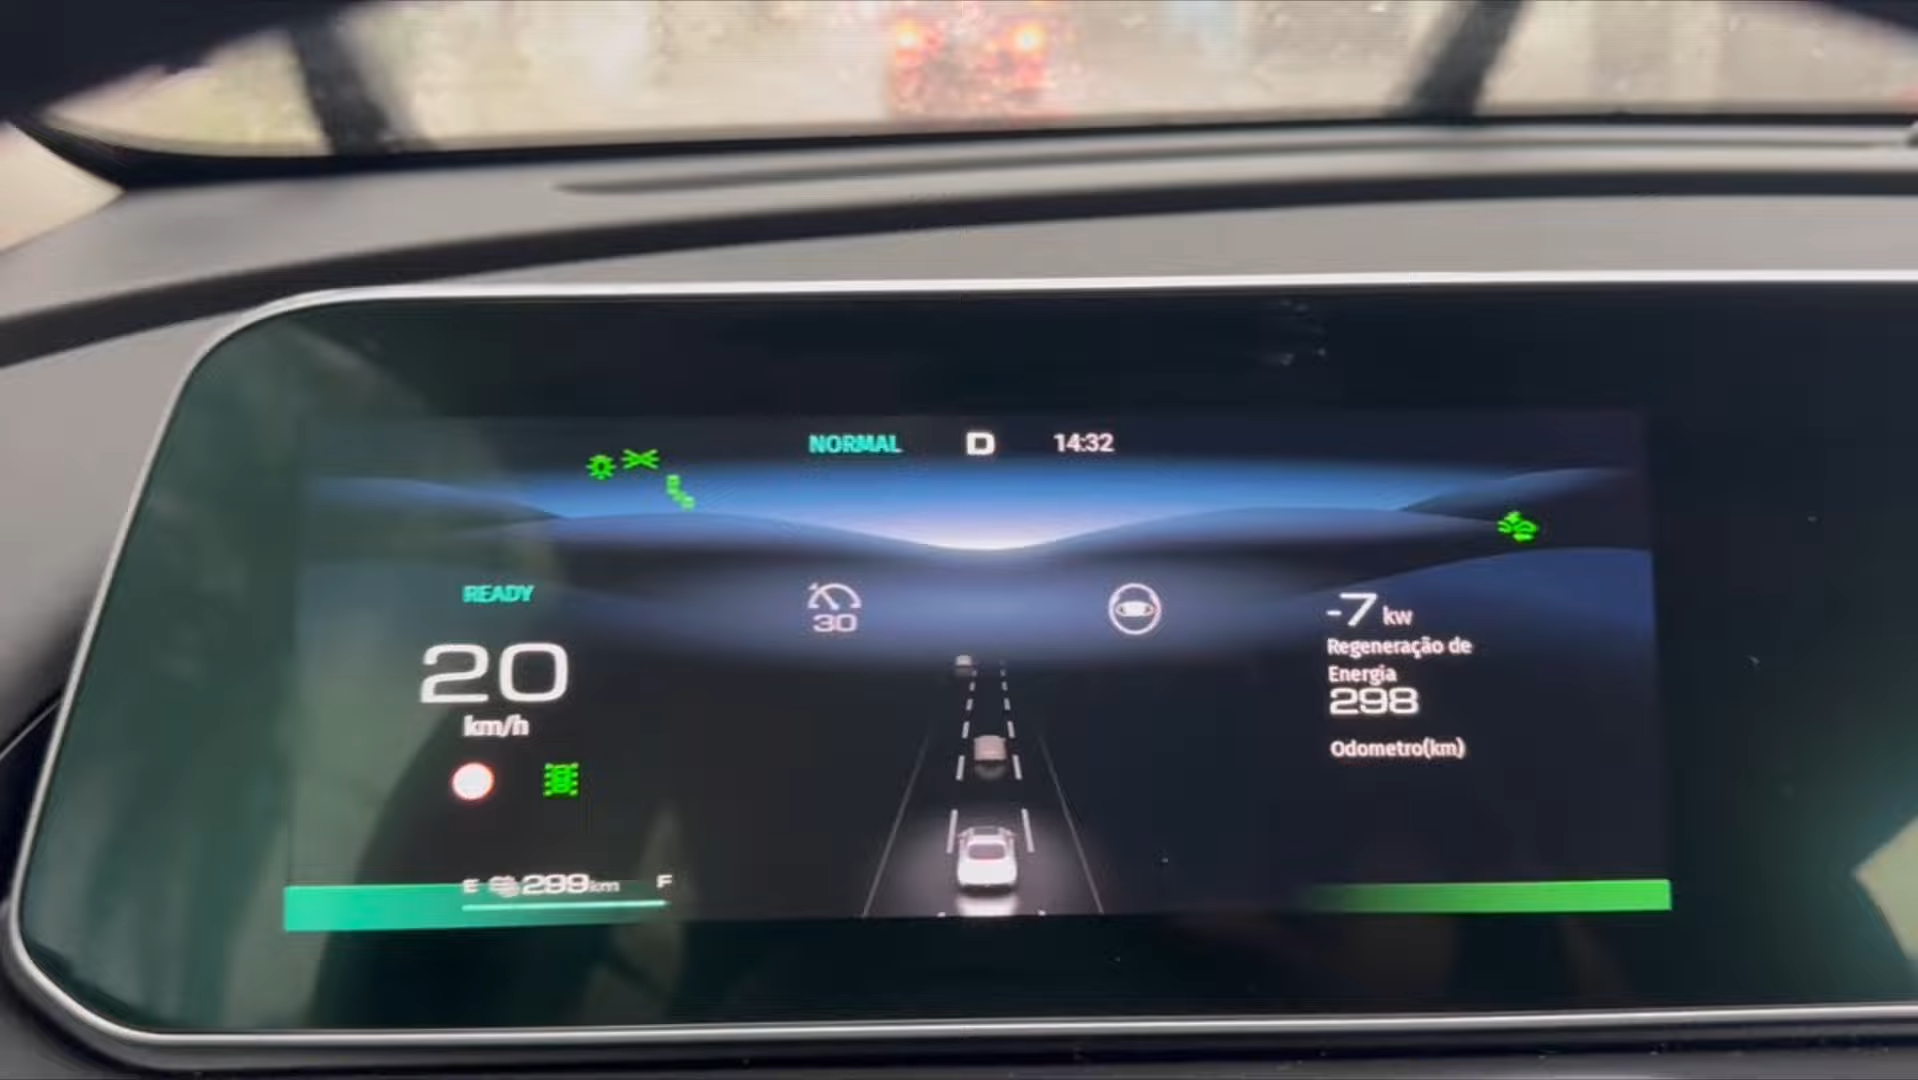 NORMAL D 14:32
READY
20
km/h
30
-7 kw
Regeneração de
Energia
298
Odometro(km)
E 299km F